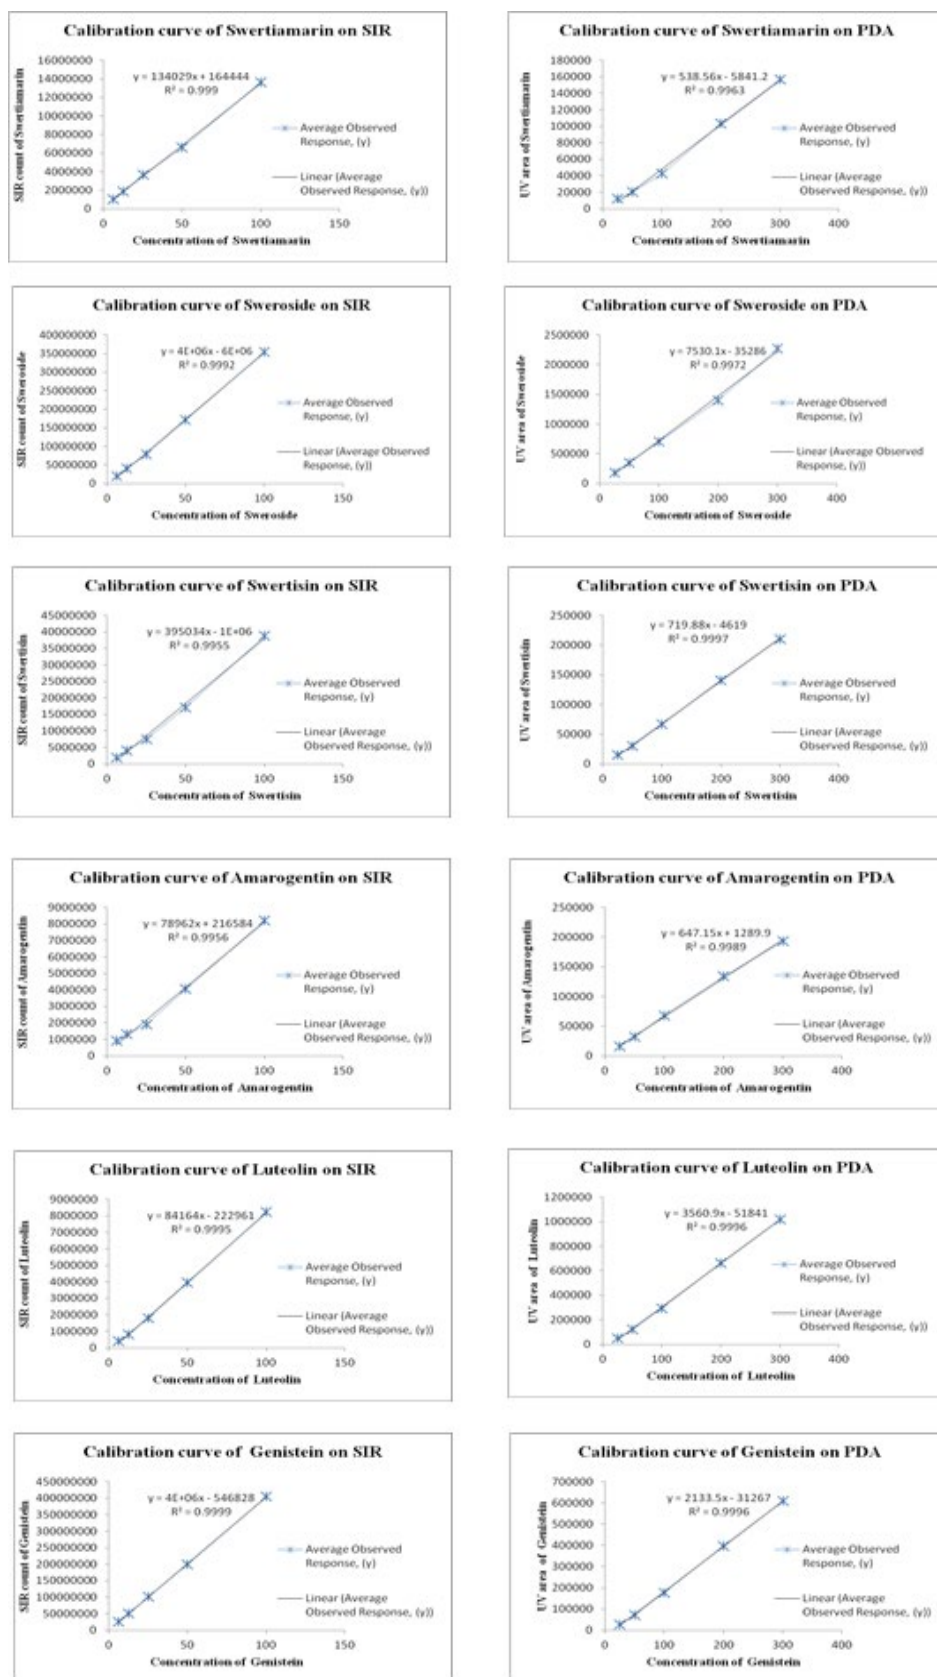 Calibration curve of Swertiamarin on SIR
16000000
14000000
12000000
10000000
8000000
6000000
4000000
2000000
0
y = 134029x + 164444
R² = 0.999
Average Observed
Response, (y)
Linear (Average
Observed Response, (y))
0 50 100 150
SIR count of Swertiamarin
Concentration of Swertiamarin
Calibration curve of Swertiamarin on PDA
180000
160000
140000
120000
100000
80000
60000
40000
20000
0
y = 538.56x - 5841.2
R² = 0.9963
Average Observed
Response, (y)
Linear (Average
Observed Response, (y))
0 100 200 300 400
UV area of Swertiamarin
Concentration of Swertiamarin
Calibration curve of Sweroside on SIR
400000000
350000000
300000000
250000000
200000000
150000000
100000000
50000000
0
y = 4E+06x - 6E+06
R² = 0.9992
Average Observed
Response, (y)
Linear (Average Observed
Response, (y))
0 50 100 150
SIR count of Sweroside
Concentration of Sweroside
Calibration curve of Sweroside on PDA
2500000
2000000
1500000
1000000
500000
0
y = 7530.1x - 35286
R² = 0.9972
Average Observed
Response, (y)
Linear (Average Observed
Response, (y))
0 100 200 300 400
UV area of Sweroside
Concentration of Sweroside
Calibration curve of Swertisin on SIR
45000000
40000000
35000000
30000000
25000000
20000000
15000000
10000000
5000000
0
y = 395034x - 1E+06
R² = 0.9955
Average Observed
Response, (y)
Linear (Average
Observed Response, (y))
0 50 100 150
SIR count of Swertisin
Concentration of Swertisin
Calibration curve of Swertisin on PDA
250000
200000
150000
100000
50000
0
y = 719.88x - 4619
R² = 0.9997
Average Observed
Response, (y)
Linear (Average
Observed Response, (y))
0 100 200 300 400
UV area of Swertisin
Concentration of Swertisin
Calibration curve of Amarogentin on SIR
9000000
8000000
7000000
6000000
5000000
4000000
3000000
2000000
1000000
0
y = 78962x + 216584
R² = 0.9956
Average Observed
Response, (y)
Linear (Average
Observed Response, (y))
0 50 100 150
SIR count of Amarogentin
Concentration of Amarogentin
Calibration curve of Amarogentin on PDA
250000
200000
150000
100000
50000
0
y = 647.15x + 1289.9
R² = 0.9989
Average Observed
Response, (y)
Linear (Average
Observed Response, (y))
0 100 200 300 400
UV area of Amarogentin
Concentration of Amarogentin
Calibration curve of Luteolin on SIR
9000000
8000000
7000000
6000000
5000000
4000000
3000000
2000000
1000000
0
y = 84164x - 222961
R² = 0.9995
Average Observed
Response, (y)
Linear (Average
Observed Response, (y))
0 50 100 150
SIR count of Luteolin
Concentration of Luteolin
Calibration curve of Luteolin on PDA
1200000
1000000
800000
600000
400000
200000
0
y = 3560.9x - 51841
R² = 0.9996
Average Observed
Response, (y)
Linear (Average
Observed Response, (y))
0 100 200 300 400
UV area of Luteolin
Concentration of Luteolin
Calibration curve of Genistein on SIR
450000000
400000000
350000000
300000000
250000000
200000000
150000000
100000000
50000000
0
y = 4E+06x - 546828
R² = 0.9999
Average Observed
Response, (y)
Linear (Average
Observed Response, (y))
0 50 100 150
SIR count of Genistein
Concentration of Genistein
Calibration curve of Genistein on PDA
700000
600000
500000
400000
300000
200000
100000
0
y = 2133.5x - 31267
R² = 0.9996
Average Observed
Response, (y)
Linear (Average
Observed Response, (y))
0 100 200 300 400
UV area of Genistein
Concentration of Genistein